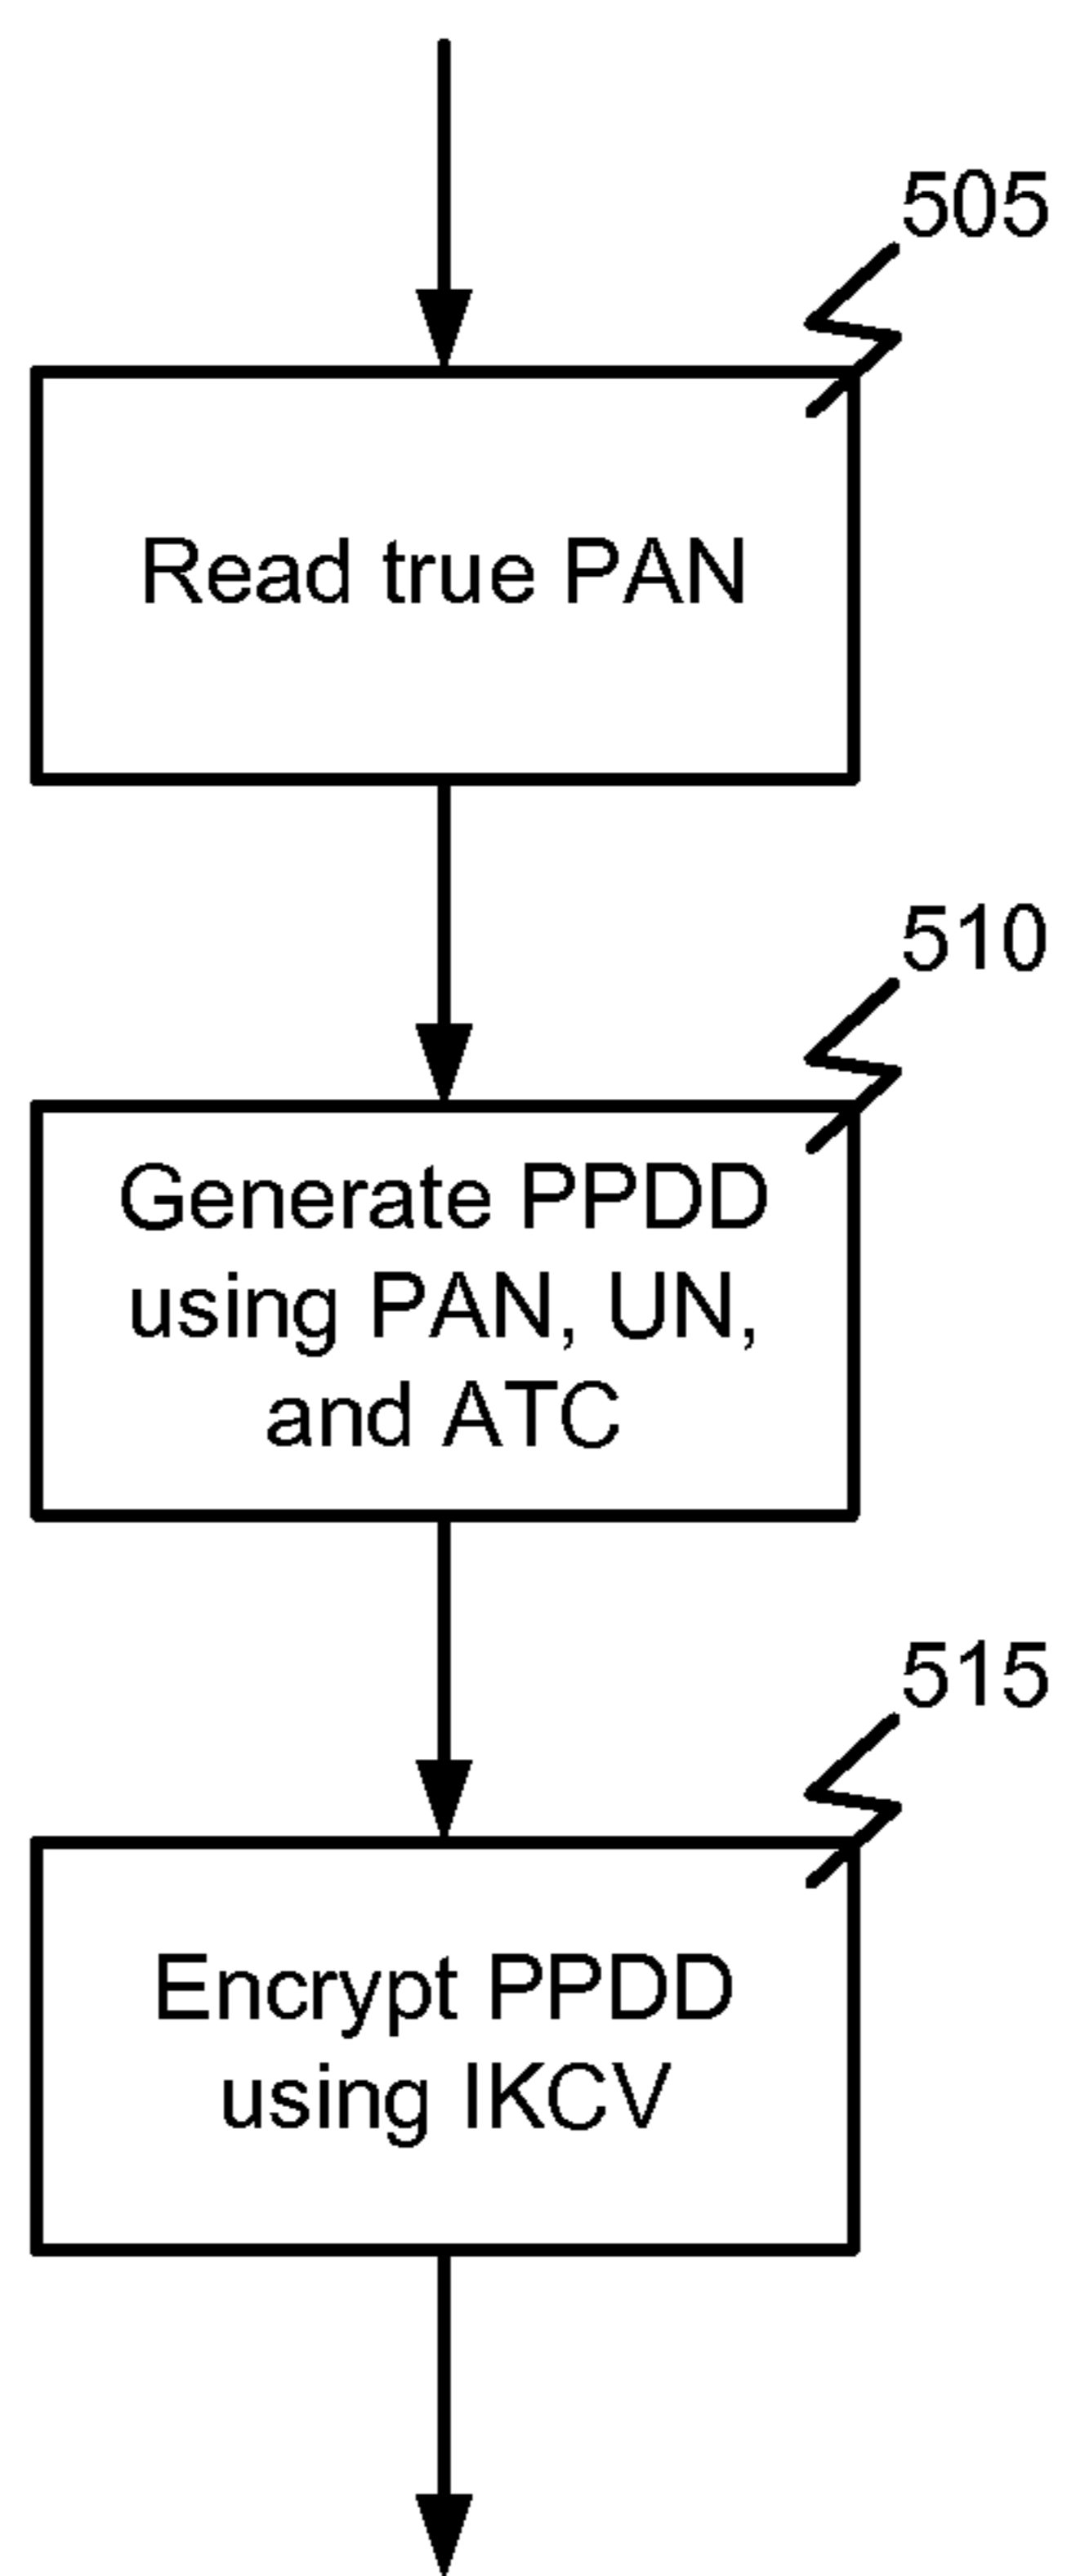 505
Read true PAN
510
Generate PPDD
using PAN, UN,
and ATC
515
Encrypt PPDD
using IKCV